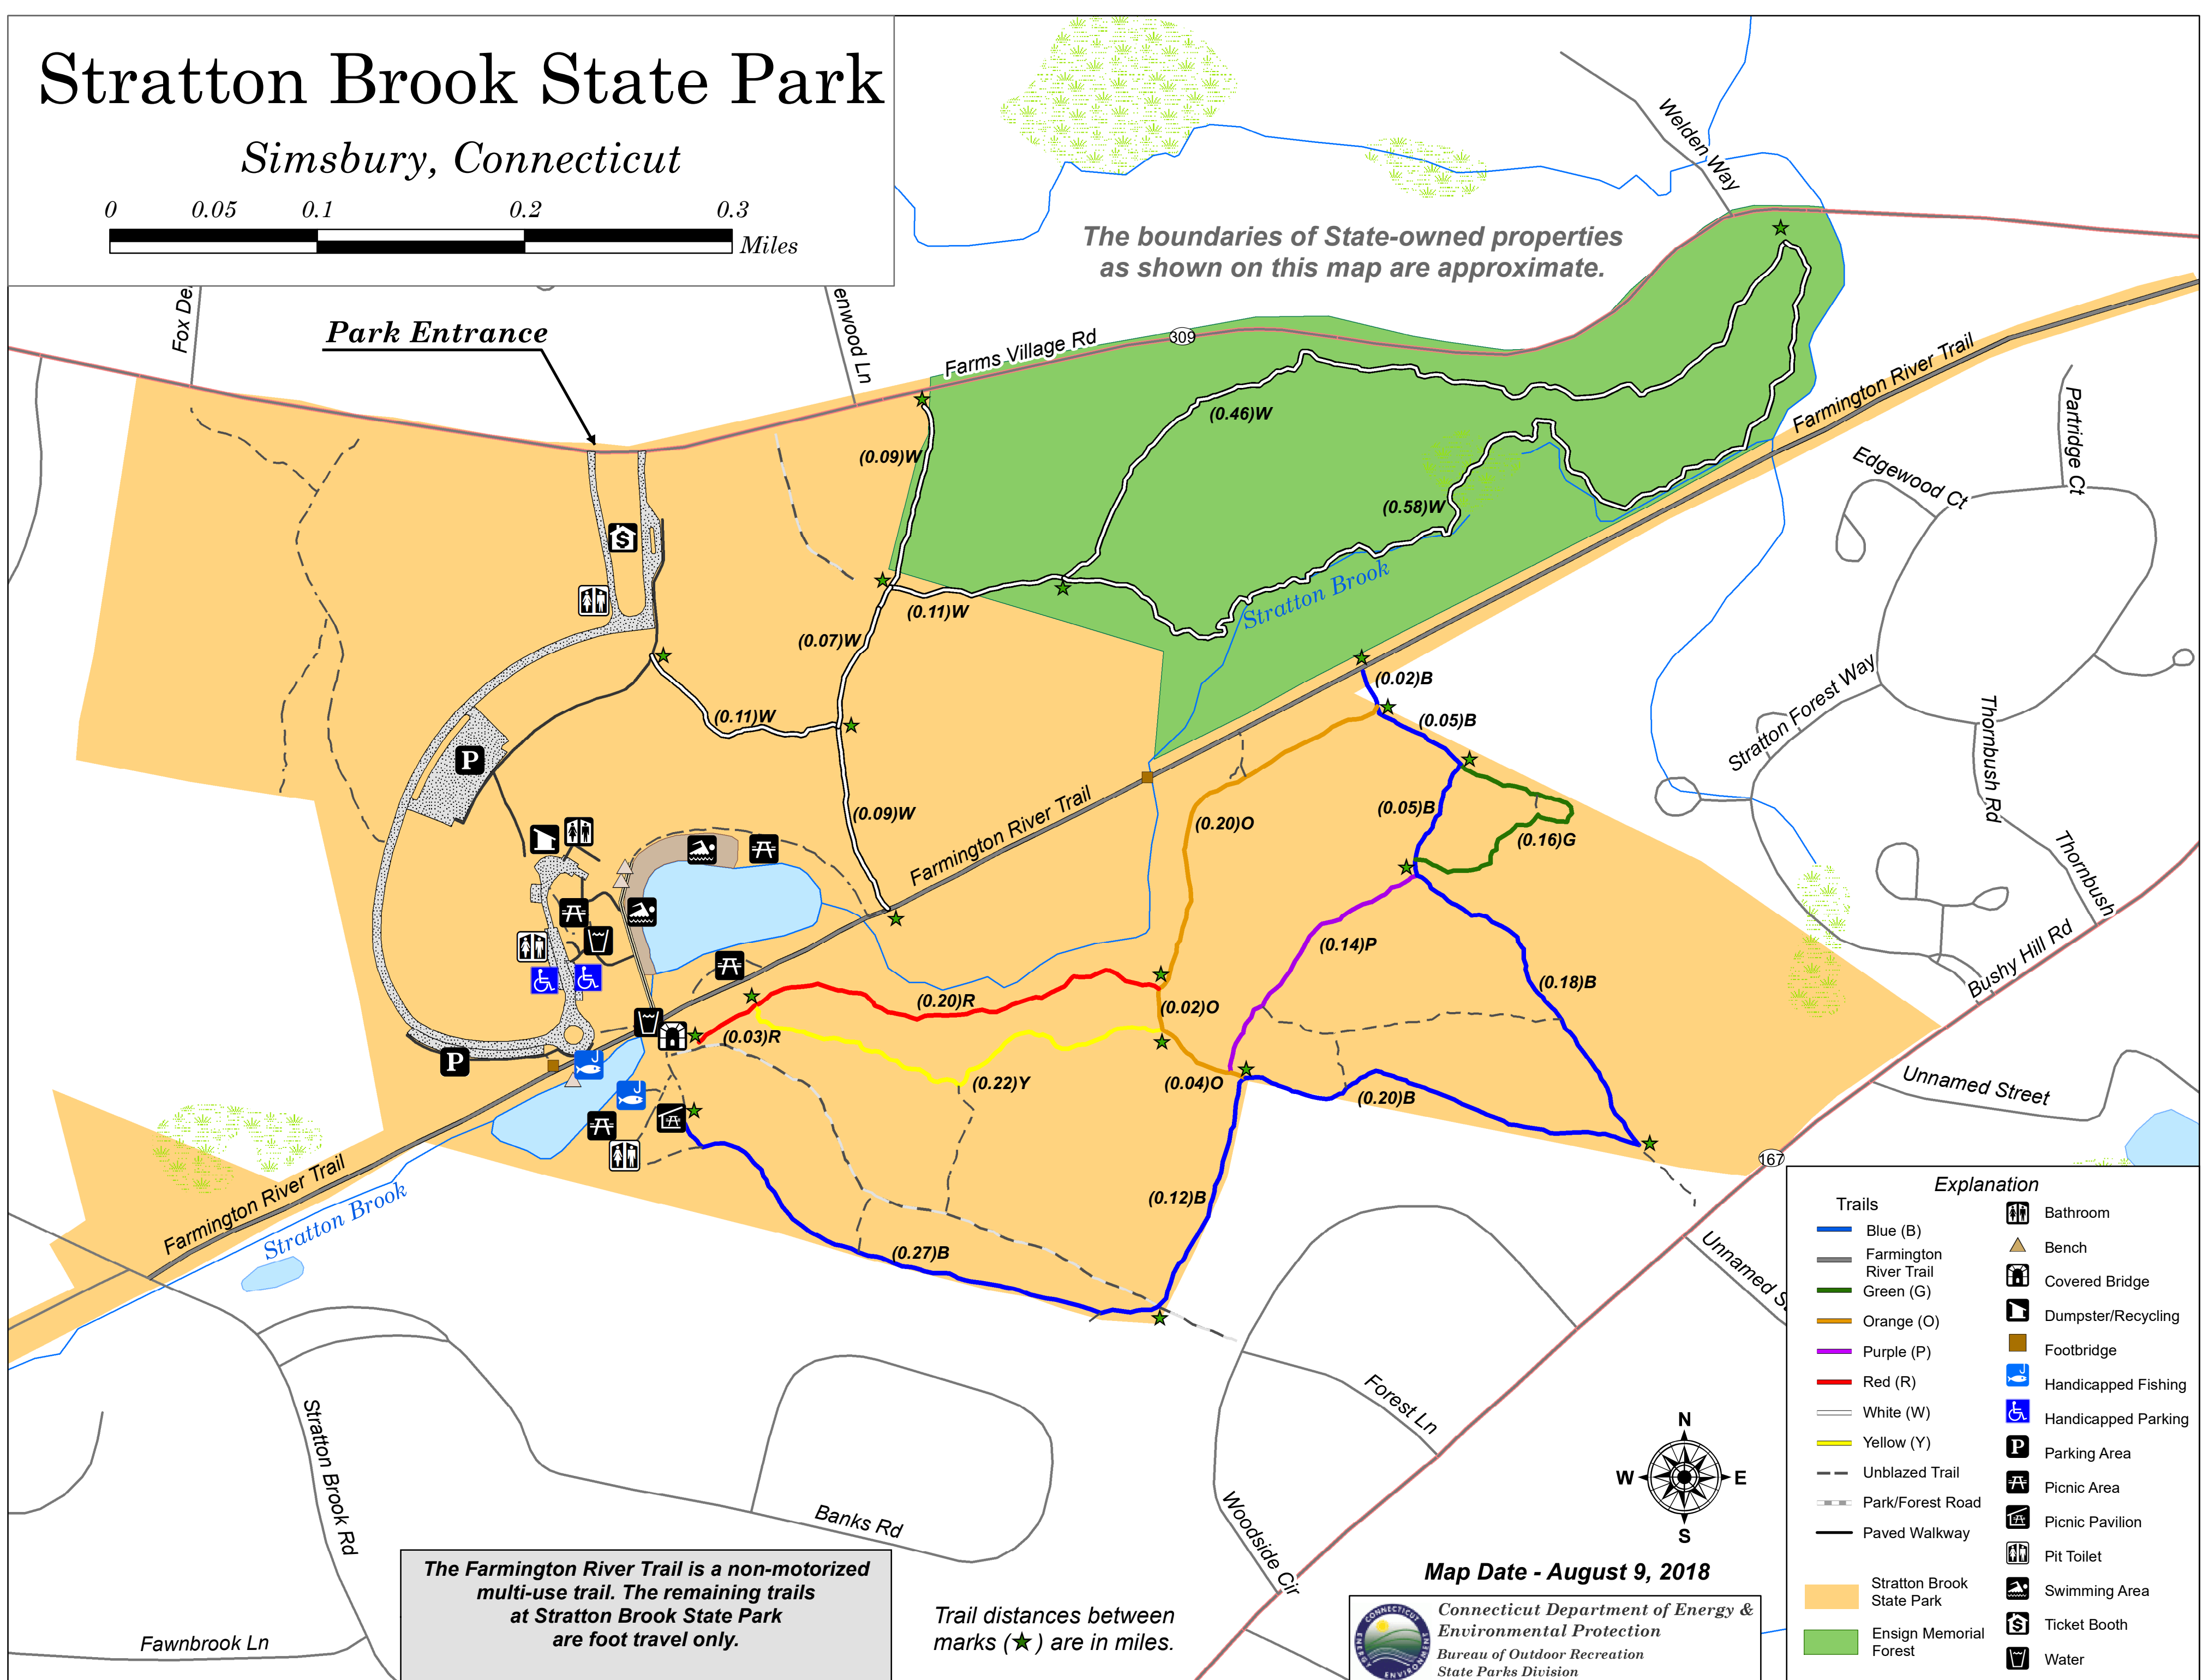 Stratton Brook State Park
Simsbury, Connecticut
0 0.05 0.1 0.2 0.3
Miles
Park Entrance
The boundaries of State-owned properties
as shown on this map are approximate.
Welden Way
Fox De
enwood Ln
Farms Village Rd
309
Farmington River Trail
Partridge Ct
Edgewood Ct
(0.46)W
(0.09)W
(0.58)W
Stratton Brook
(0.11)W
(0.07)W
(0.11)W
(0.02)B
(0.05)B
Stratton Forest Way
Thornbush Rd
Thornbush
(0.09)W
Farmington River Trail
(0.20)O
(0.05)B
(0.16)G
P
(0.14)P
(0.18)B
Bushy Hill Rd
(0.20)R
(0.02)O
(0.03)R
P
(0.22)Y
(0.04)O
(0.20)B
Unnamed Street
167
(0.12)B
(0.27)B
Farmington River Trail
Stratton Brook
Unnamed S
Forest Ln
Stratton Brook Rd
Banks Rd
Woodside Cir
Fawnbrook Ln
N
W E
S
The Farmington River Trail is a non-motorized
multi-use trail. The remaining trails
at Stratton Brook State Park
are foot travel only.
Trail distances between
marks (★) are in miles.
Map Date - August 9, 2018
CONNECTICUT
ENERGY ENVIRONMENT
Connecticut Department of Energy &
Environmental Protection
Bureau of Outdoor Recreation
State Parks Division
Explanation
Trails
Blue (B)
Farmington
River Trail
Green (G)
Orange (O)
Purple (P)
Red (R)
White (W)
Yellow (Y)
Unblazed Trail
Park/Forest Road
Paved Walkway
Stratton Brook
State Park
Ensign Memorial
Forest
Bathroom
Bench
Covered Bridge
Dumpster/Recycling
Footbridge
Handicapped Fishing
Handicapped Parking
P Parking Area
Picnic Area
Picnic Pavilion
Pit Toilet
Swimming Area
Ticket Booth
Water